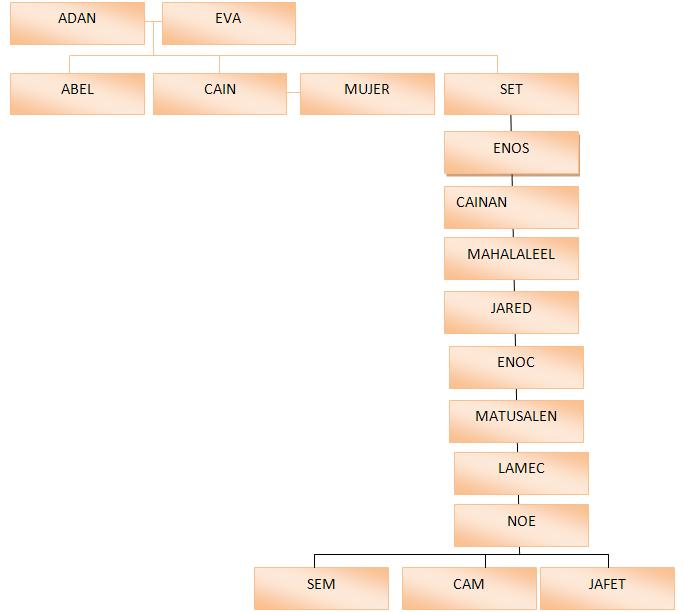 ADAN
EVA
ABEL
CAIN
MUJER
SET
ENOS
CAINAN
MAHALALEEL
JARED
ENOC
MATUSALEN
LAMEC
NOE
SEM
CAM
JAFET